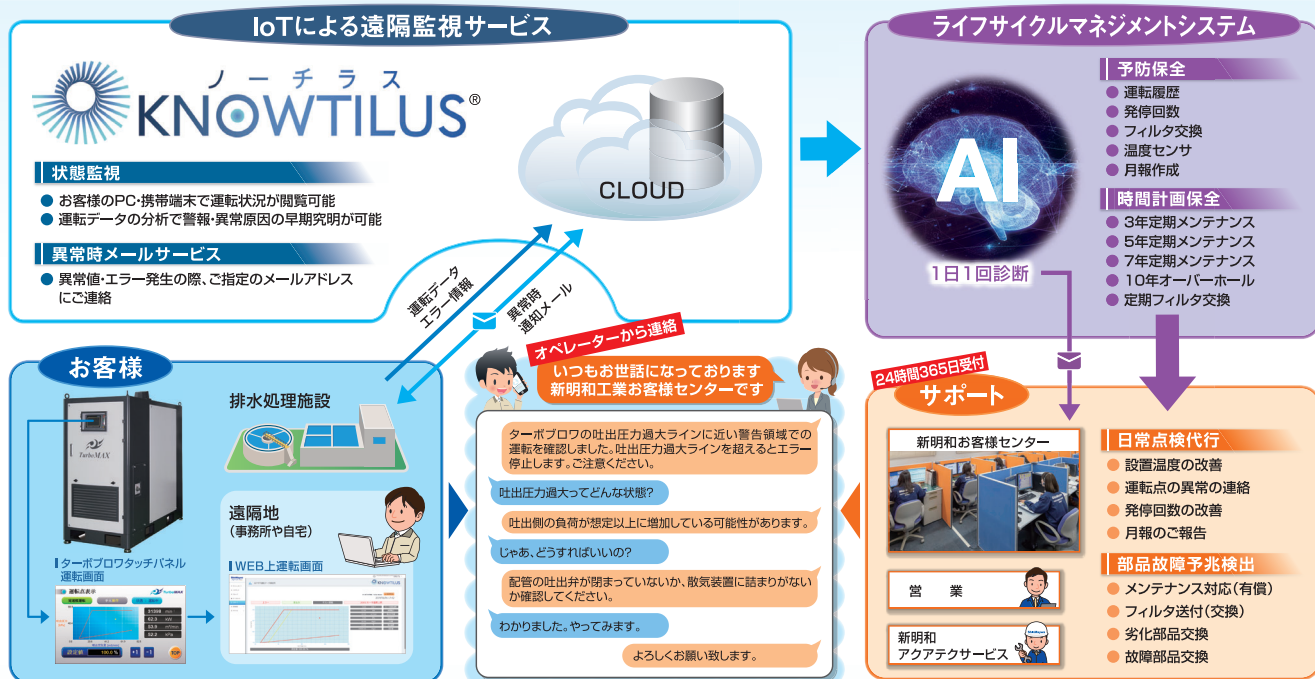 IoTによる遠隔監視サービス
ノーチラス
KNOWTILUS®
状態監視
● お客様のPC・携帯端末で運転状況が閲覧可能
● 運転データの分析で警報・異常原因の早期究明が可能
異常時メールサービス
● 異常値・エラー発生の際、ご指定のメールアドレス
にご連絡
CLOUD
運転データ
エラー情報
異常時
通知メール
ライフサイクルマネジメントシステム
AI
1日1回診断
予防保全
● 運転履歴
● 発停回数
● フィルタ交換
● 温度センサ
● 月報作成
時間計画保全
● 3年定期メンテナンス
● 5年定期メンテナンス
● 7年定期メンテナンス
● 10年オーバーホール
● 定期フィルタ交換
お客様
TurboMAX
排水処理施設
遠隔地
(事務所や自宅)
ターボブロワタッチパネル
運転画面
運転点表示
TurboMAX
31598
62.3
33.9
52.2
100.0 %
+1
-1
TOP
WEB上運転画面
KNOWTILUS
オペレーターから連絡
いつもお世話になっております
新明和工業お客様センターです
ターボブロワの吐出圧力過大ラインに近い警告領域での
運転を確認しました。吐出圧力過大ラインを超えるとエラー
停止します。ご注意ください。
吐出圧力過大ってどんな状態?
吐出側の負荷が想定以上に増加している可能性があります。
じゃあ、どうすればいいの?
配管の吐出弁が閉まっていないか、散気装置に詰まりがない
か確認してください。
わかりました。やってみます。
よろしくお願い致します。
24時間365日受付
サポート
新明和お客様センター
営 業
新明和
アクアテクサービス
日常点検代行
● 設置温度の改善
● 運転点の異常の連絡
● 発停回数の改善
● 月報のご報告
部品故障予兆検出
● メンテナンス対応(有償)
● フィルタ送付(交換)
● 劣化部品交換
● 故障部品交換